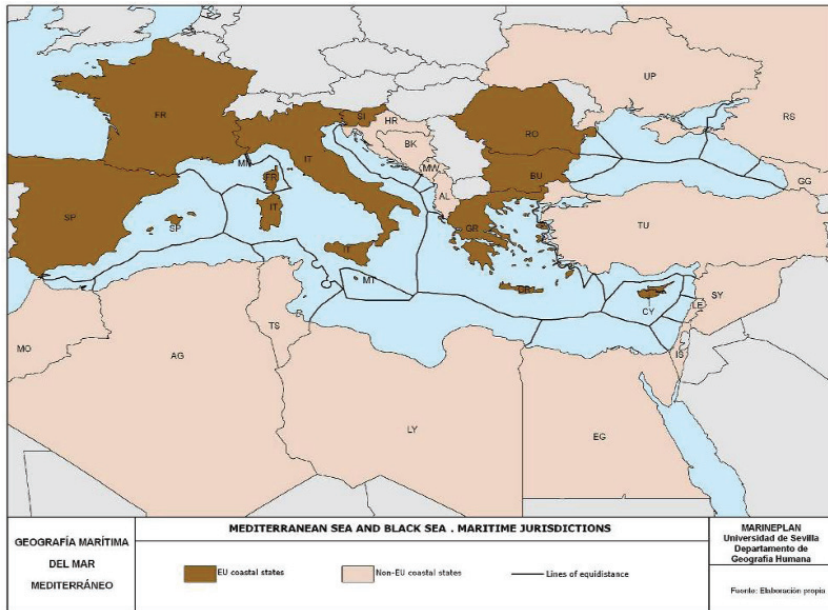 UP
FR
SI
HR
RO
RS
BK
MN
IT
MW
BU
GG
FR
AL
IT
SP
SP
GR
TU
IT
GR
MT
CY
LE
SY
TS
IS
MO
AG
LY
EG
GEOGRAFÍA MARÍTIMA
DEL MAR
MEDITERRÁNEO
MEDITERRANEAN SEA AND BLACK SEA . MARITIME JURISDICTIONS
EU coastal states
Non-EU coastal states
Lines of equidistance
MARINEPLAN
Universidad de Sevilla
Departamento de
Geografía Humana
Fuente: Elaboración propia